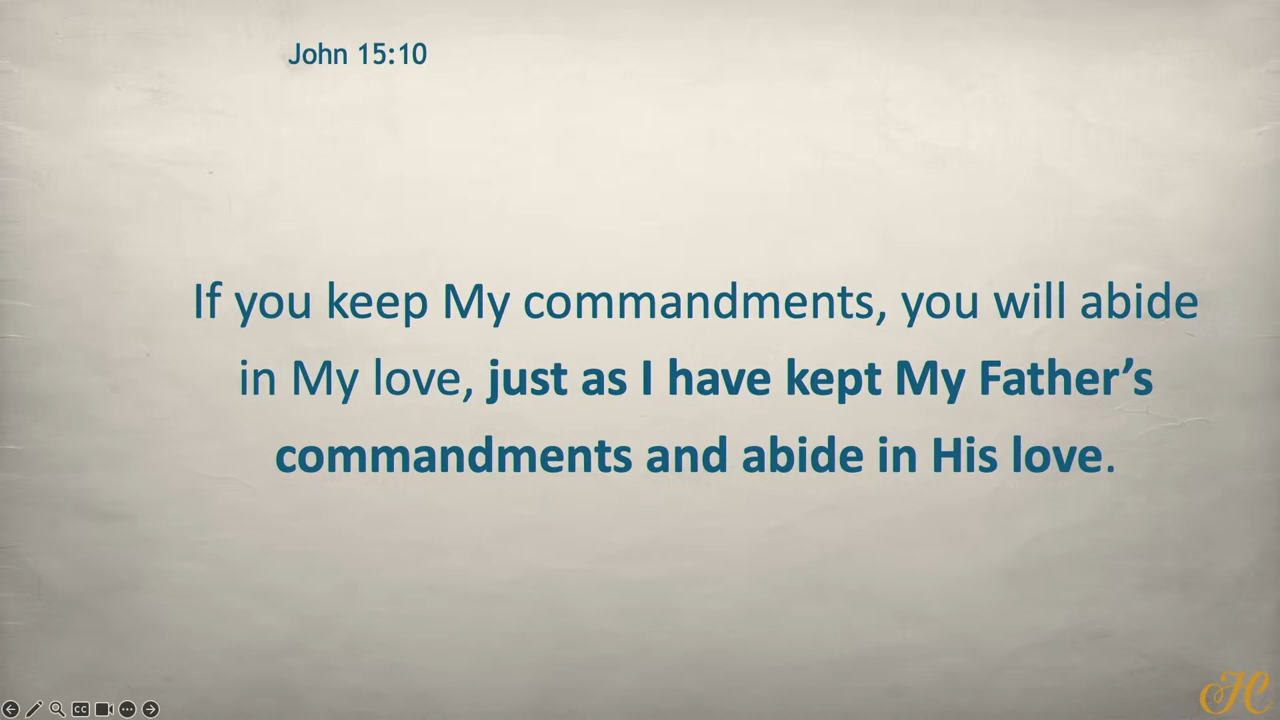 John 15:10
If you keep My commandments, you will abide
in My love, just as I have kept My Father’s
commandments and abide in His love.
CC